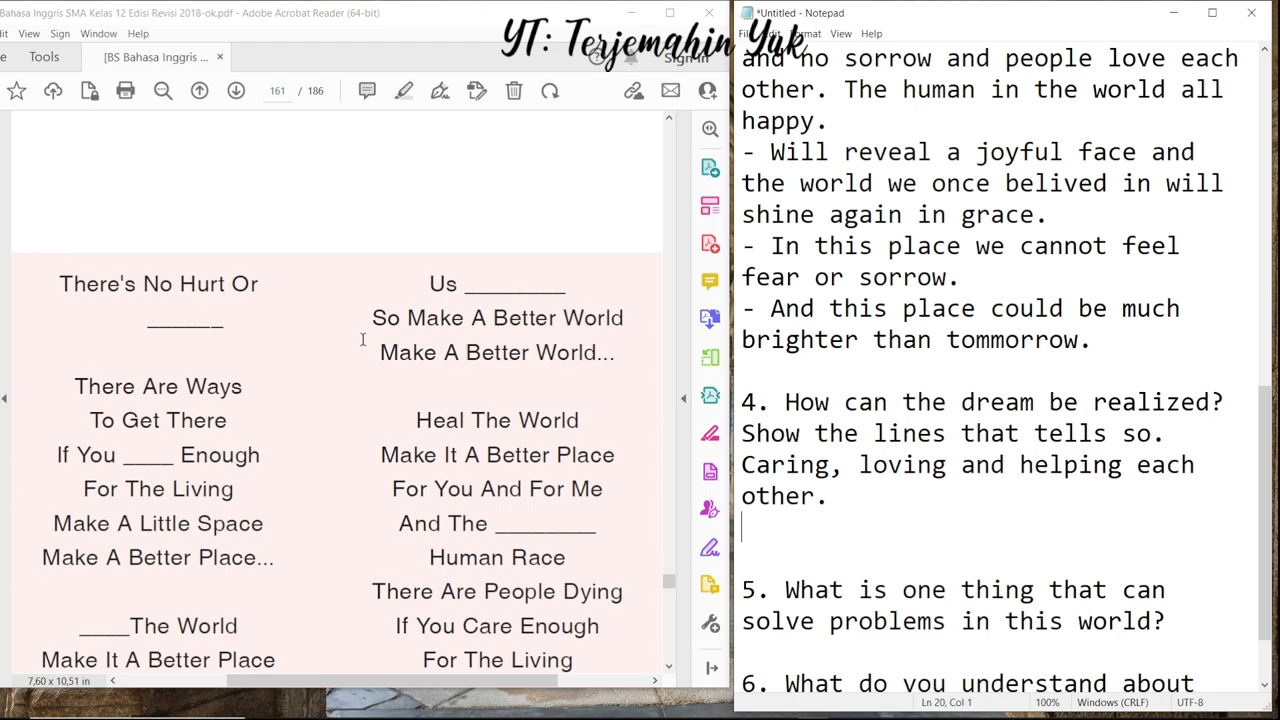 Bahasa Inggris SMA Kelas 12 Edisi Revisi 2018-ok.pdf - Adobe Acrobat Reader (64-bit)
Sign Window Help
Tools
[BS Bahasa Inggris ... ×
Sign In
161 / 186
YT: Terjemahin Yuk
There's No Hurt Or
______
There Are Ways
To Get There
If You ____ Enough
For The Living
Make A Little Space
Make A Better Place...
____The World
Make It A Better Place
Us ________
So Make A Better World
Make A Better World...
Heal The World
Make It A Better Place
For You And For Me
And The ________
Human Race
There Are People Dying
If You Care Enough
For The Living
7,60 x 10,51 in
*Untitled - Notepad
Format View Help
and no sorrow and people love each
other. The human in the world all
happy.
- Will reveal a joyful face and
the world we once belived in will
shine again in grace.
- In this place we cannot feel
fear or sorrow.
- And this place could be much
brighter than tommorrow.
4. How can the dream be realized?
Show the lines that tells so.
Caring, loving and helping each
other.
5. What is one thing that can
solve problems in this world?
6. What do you understand about
Ln 20, Col 1 100% Windows (CRLF) UTF-8